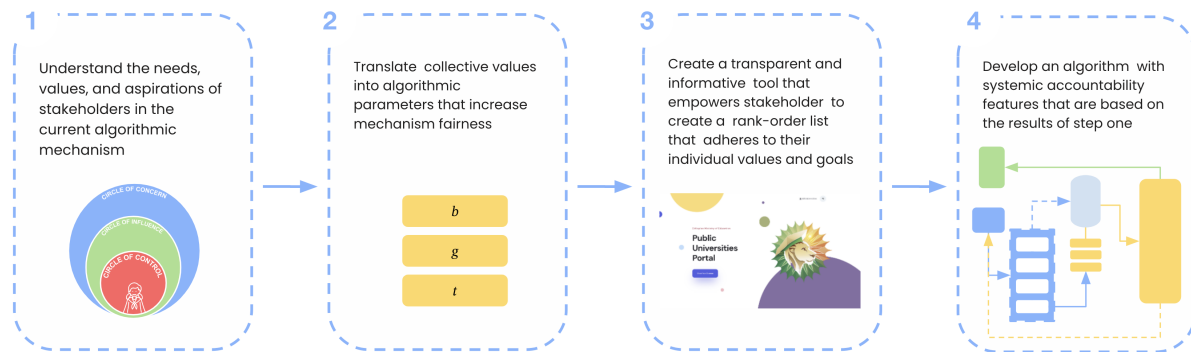 1
Understand the needs,
values, and aspirations of
stakeholders in the
current algorithmic
mechanism
CIRCLE OF CONCERN
CIRCLE OF INFLUENCE
CIRCLE OF CONTROL
2
Translate collective values
into algorithmic
parameters that increase
mechanism fairness
b
g
t
3
Create a transparent and
informative tool that
empowers stakeholder to
create a rank-order list
that adheres to their
individual values and goals
Public
Universities
Portal
4
Develop an algorithm with
systemic accountability
features that are based on
the results of step one